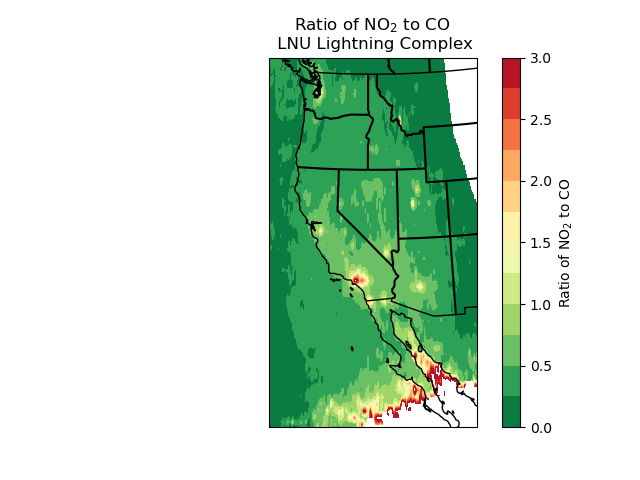 Ratio of NO₂ to CO
LNU Lightning Complex
3.0
2.5
2.0
1.5
1.0
0.5
0.0
Ratio of NO₂ to CO